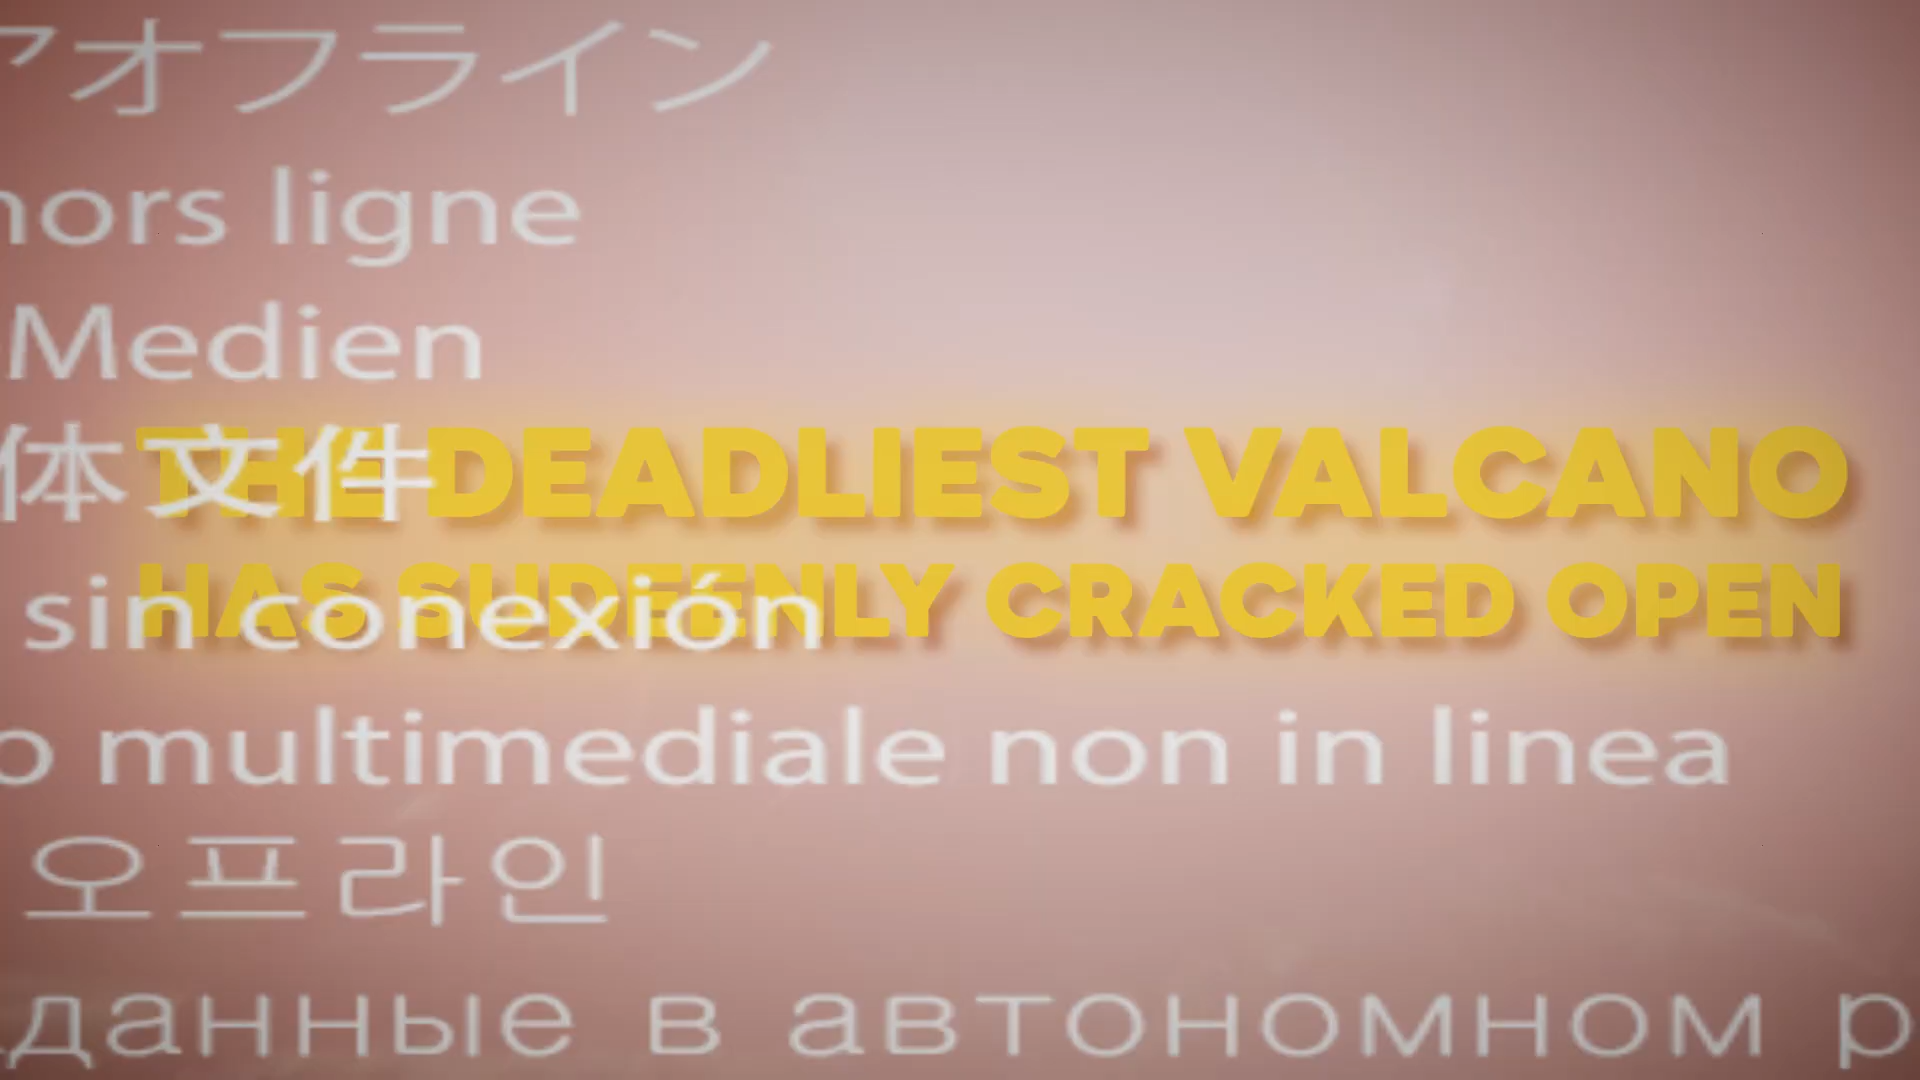 アオフライン
hors ligne
Medien
体文件
THE DEADLIEST VALCANO
sin conexión
HAS SUDEENLY CRACKED OPEN
o multimediale non in linea
오프라인
данные в автономном р